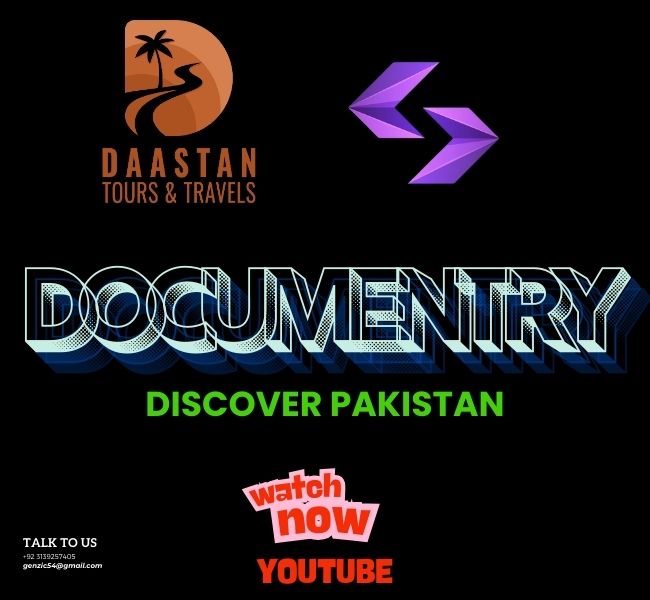 DAASTAN
TOURS & TRAVELS
DOCUMENTRY
DISCOVER PAKISTAN
watch
now
YOUTUBE
TALK TO US
+92 3139257405
genzic54@gmail.com